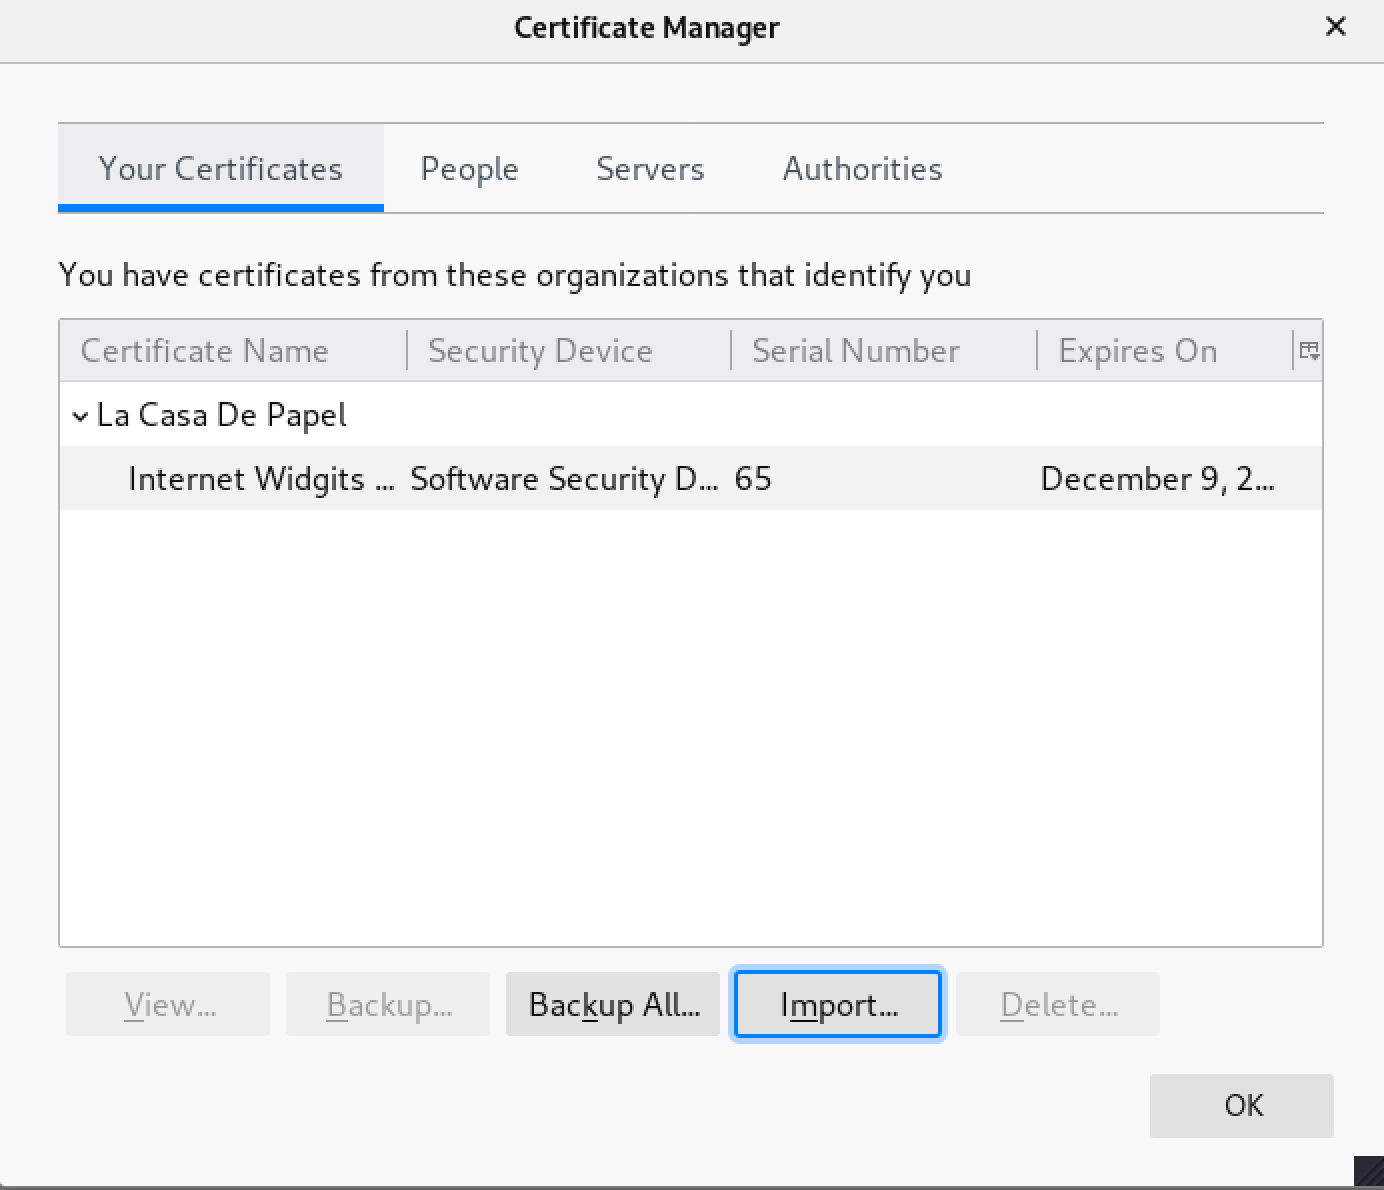 Certificate Manager
Your Certificates People Servers Authorities
You have certificates from these organizations that identify you
Certificate Name Security Device Serial Number Expires On
La Casa De Papel
Internet Widgits ... Software Security D... 65 December 9, 2...
View... Backup... Backup All... Import... Delete...
OK